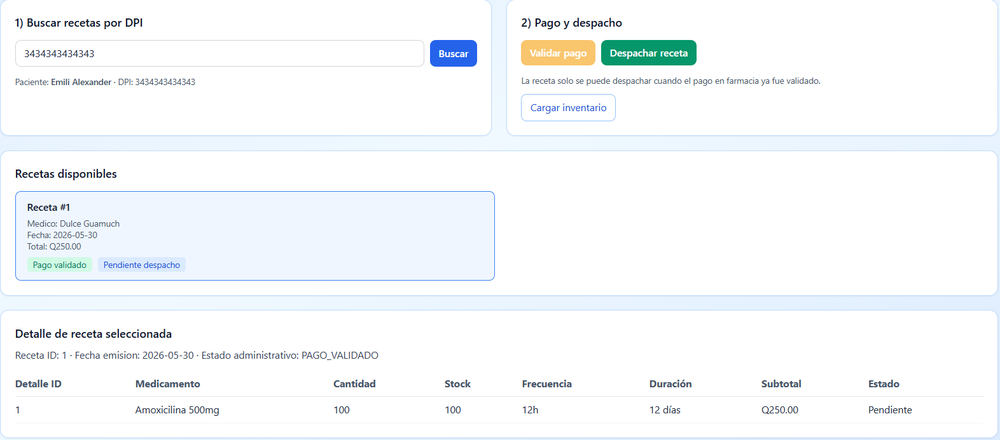 1) Buscar recetas por DPI
3434343434343
Buscar
Paciente: Emili Alexander · DPI: 3434343434343
2) Pago y despacho
Validar pago
Despachar receta
La receta solo se puede despachar cuando el pago en farmacia ya fue validado.
Cargar inventario
Recetas disponibles
Receta #1
Medico: Dulce Guamuch
Fecha: 2026-05-30
Total: Q250.00
Pago validado Pendiente despacho
Detalle de receta seleccionada
Receta ID: 1 · Fecha emision: 2026-05-30 · Estado administrativo: PAGO_VALIDADO
Detalle ID Medicamento Cantidad Stock Frecuencia Duración Subtotal Estado
1 Amoxicilina 500mg 100 100 12h 12 días Q250.00 Pendiente